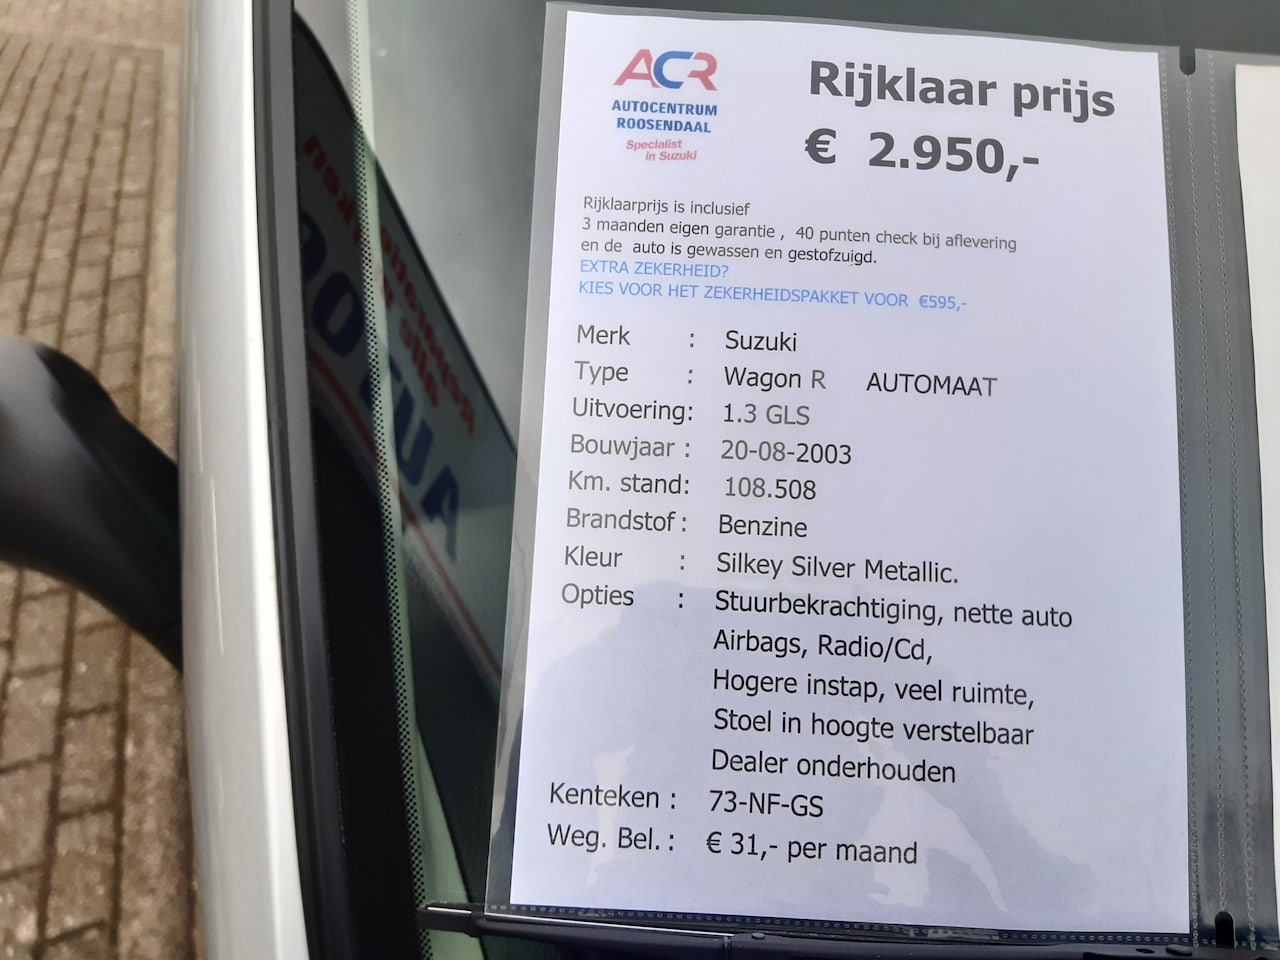 ACR
AUTOCENTRUM
ROOSENDAAL
Specialist
in Suzuki
Rijklaar prijs
€ 2.950,-
Rijklaarprijs is inclusief
3 maanden eigen garantie , 40 punten check bij aflevering
en de auto is gewassen en gestofzuigd.
EXTRA ZEKERHEID?
KIES VOOR HET ZEKERHEIDSPAKKET VOOR €595,-
Merk : Suzuki
Type : Wagon R AUTOMAAT
Uitvoering: 1.3 GLS
Bouwjaar : 20-08-2003
Km. stand: 108.508
Brandstof : Benzine
Kleur : Silkey Silver Metallic.
Opties : Stuurbekrachtiging, nette auto
Airbags, Radio/Cd,
Hogere instap, veel ruimte,
Stoel in hoogte verstelbaar
Dealer onderhouden
Kenteken : 73-NF-GS
Weg. Bel. : € 31,- per maand